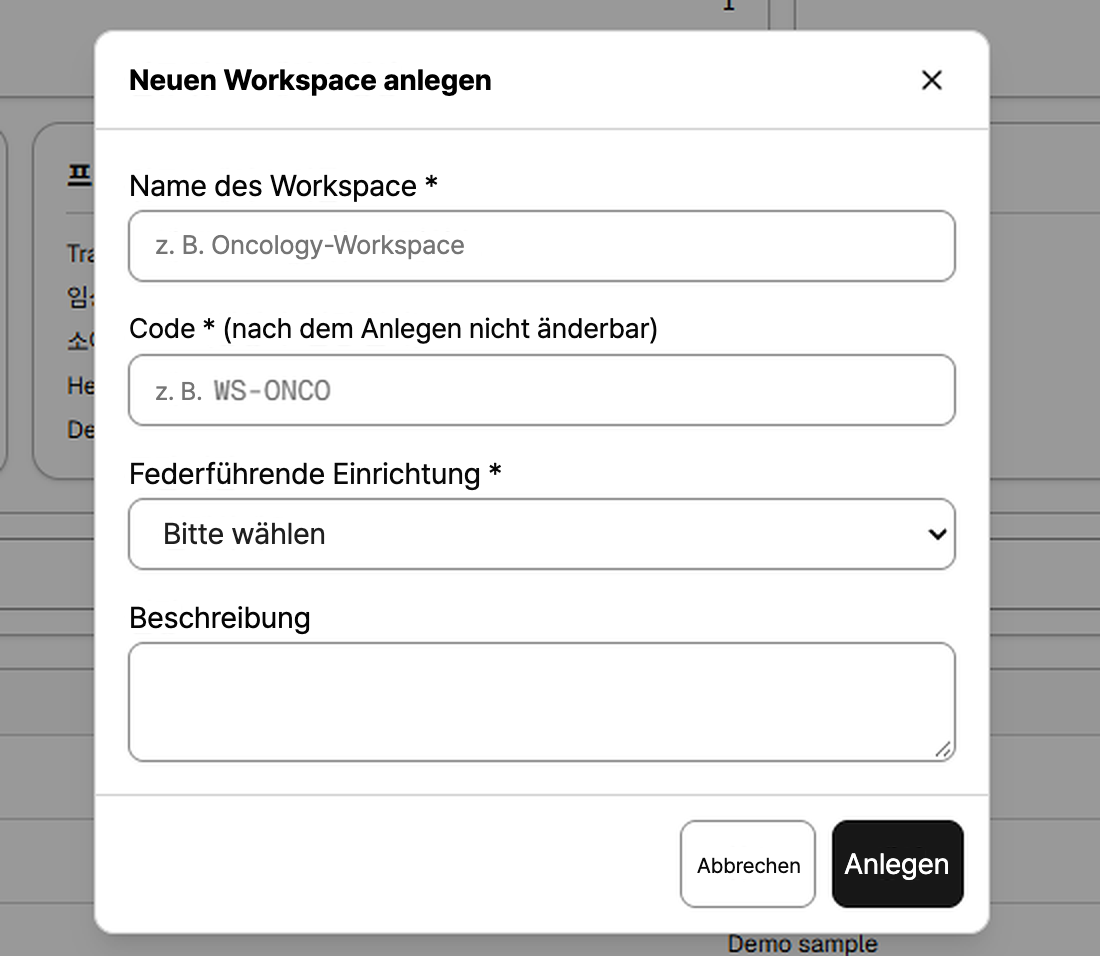 Neuen Workspace anlegen
Name des Workspace *
z. B. Oncology-Workspace
Code * (nach dem Anlegen nicht änderbar)
z. B. WS-ONCO
Federführende Einrichtung *
Bitte wählen
Beschreibung
Abbrechen
Anlegen
Demo sample